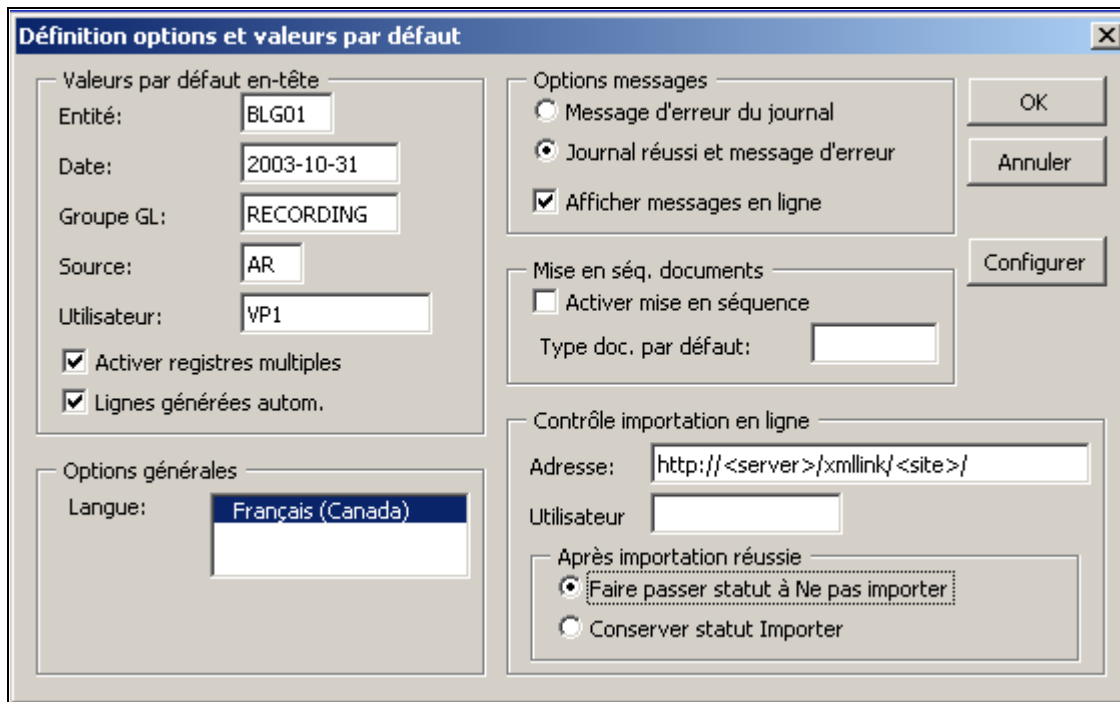 Définition options et valeurs par défaut
Valeurs par défaut en-tête
Entité: BLG01
Date: 2003-10-31
Groupe GL: RECORDING
Source: AR
Utilisateur: VP1
Activer registres multiples
Lignes générées autom.
Options générales
Langue: Français (Canada)
Options messages
Message d'erreur du journal
Journal réussi et message d'erreur
Afficher messages en ligne
Mise en séq. documents
Activer mise en séquence
Type doc. par défaut:
Contrôle importation en ligne
Adresse: http://<server>/xmllink/<site>/
Utilisateur
Après importation réussie
Faire passer statut à Ne pas importer
Conserver statut Importer
OK
Annuler
Configurer